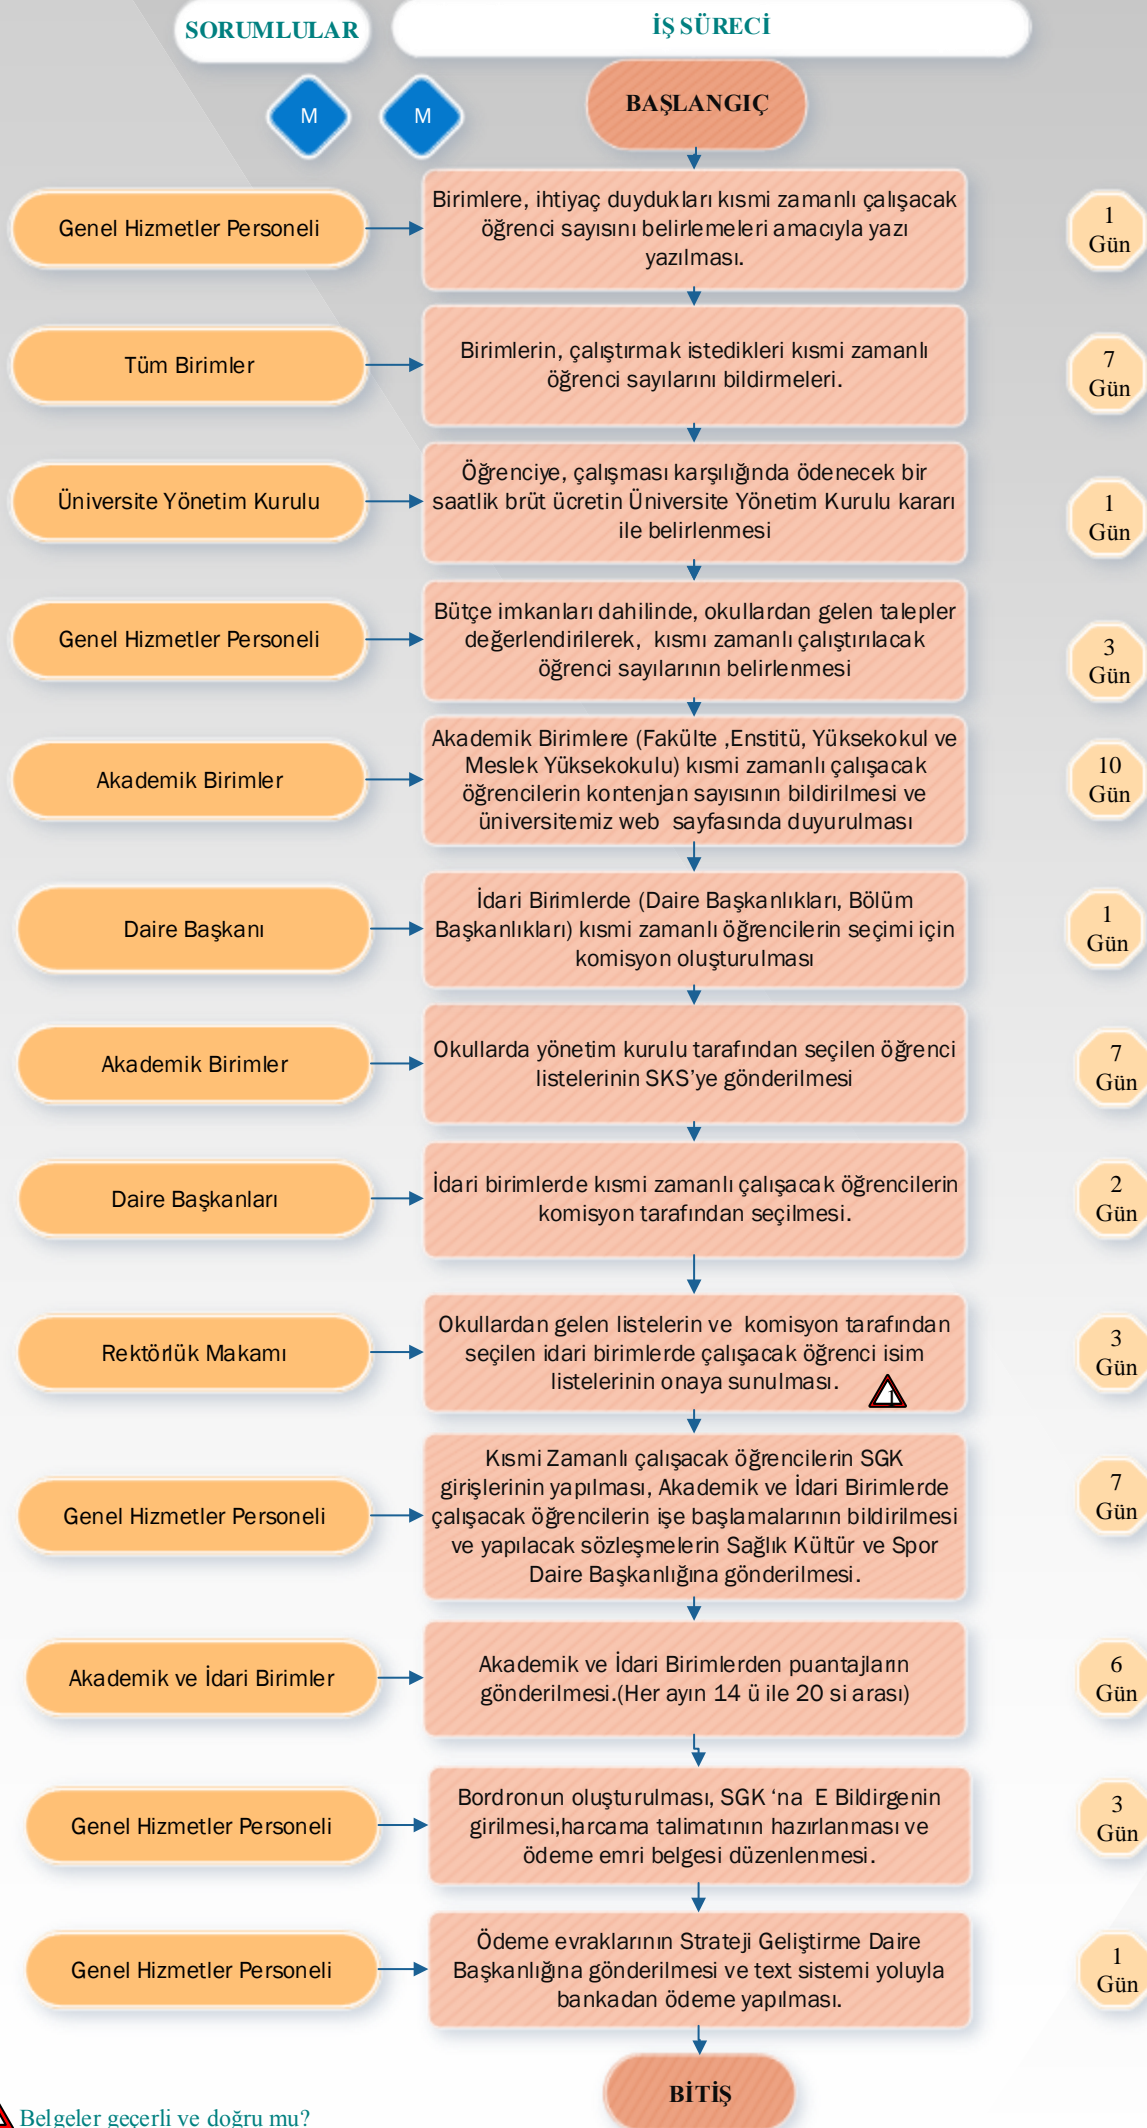 SORUMLULAR
İŞ SÜRECİ
M
M
BAŞLANGIÇ
Genel Hizmetler Personeli
Birimlere, ihtiyaç duydukları kısmi zamanlı çalışacak
öğrenci sayısını belirlemeleri amacıyla yazı
yazılması.
1
Gün
Tüm Birimler
Birimlerin, çalıştırmak istedikleri kısmi zamanlı
öğrenci sayılarını bildirmeleri.
7
Gün
Üniversite Yönetim Kurulu
Öğrenciye, çalışması karşılığında ödenecek bir
saatlik brüt ücretin Üniversite Yönetim Kurulu kararı
ile belirlenmesi
1
Gün
Genel Hizmetler Personeli
Bütçe imkanları dahilinde, okullardan gelen talepler
değerlendirilerek, kısmı zamanlı çalıştırılacak
öğrenci sayılarının belirlenmesi
3
Gün
Akademik Birimler
Akademik Birimlere (Fakülte ,Enstitü, Yüksekokul ve
Meslek Yüksekokulu) kısmi zamanlı çalışacak
öğrencilerin kontenjan sayısının bildirilmesi ve
üniversitemiz web sayfasında duyurulması
10
Gün
Daire Başkanı
İdari Birimlerde (Daire Başkanlıkları, Bölüm
Başkanlıkları) kısmi zamanlı öğrencilerin seçimi için
komisyon oluşturulması
1
Gün
Akademik Birimler
Okullarda yönetim kurulu tarafından seçilen öğrenci
listelerinin SKS’ye gönderilmesi
7
Gün
Daire Başkanları
İdari birimlerde kısmi zamanlı çalışacak öğrencilerin
komisyon tarafından seçilmesi.
2
Gün
Rektörlük Makamı
Okullardan gelen listelerin ve komisyon tarafından
seçilen idari birimlerde çalışacak öğrenci isim
listelerinin onaya sunulması.
1
3
Gün
Genel Hizmetler Personeli
Kısmi Zamanlı çalışacak öğrencilerin SGK
girişlerinin yapılması, Akademik ve İdari Birimlerde
çalışacak öğrencilerin işe başlamalarının bildirilmesi
ve yapılacak sözleşmelerin Sağlık Kültür ve Spor
Daire Başkanlığına gönderilmesi.
7
Gün
Akademik ve İdari Birimler
Akademik ve İdari Birimlerden puantajların
gönderilmesi.(Her ayın 14 ü ile 20 si arası)
6
Gün
Genel Hizmetler Personeli
Bordronun oluşturulması, SGK ‘na E Bildirgenin
girilmesi,harcama talimatının hazırlanması ve
ödeme emri belgesi düzenlenmesi.
3
Gün
Genel Hizmetler Personeli
Ödeme evraklarının Strateji Geliştirme Daire
Başkanlığına gönderilmesi ve text sistemi yoluyla
bankadan ödeme yapılması.
1
Gün
BİTİŞ
Belgeler geçerli ve doğru mu?